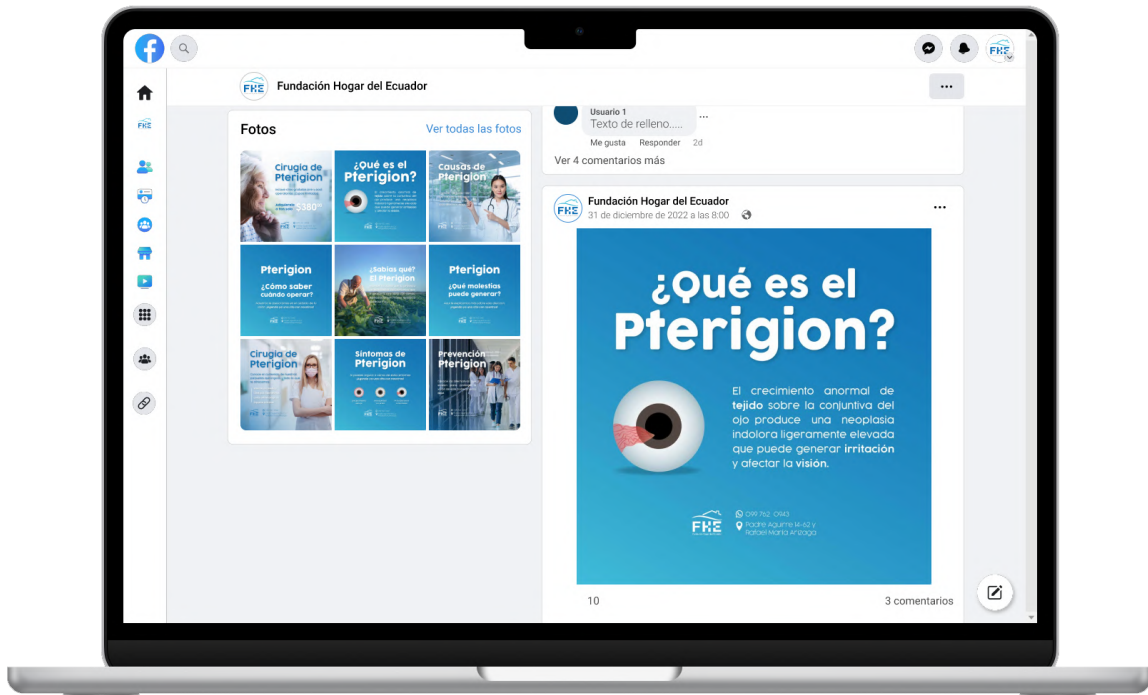 FHE
Fundación Hogar del Ecuador
...
FHE
Fotos
Ver todas las fotos
Cirugía de
Pterigion
$380
¿Qué es el
Pterigion?
Causas de
Pterigion
Pterigion
¿Cómo saber
cuándo operar?
¿Sabías qué?
El Pterigion
Pterigion
¿Qué molestias
puede generar?
Cirugía de
Pterigion
Síntomas de
Pterigion
Prevención
Pterigion
Usuario 1
Texto de relleno.....
...
Me gusta Responder 2d
Ver 4 comentarios más
FHE
Fundación Hogar del Ecuador
31 de diciembre de 2022 a las 8:00
...
¿Qué es el
Pterigion?
El crecimiento anormal de
tejido sobre la conjuntiva del
ojo produce una neoplasia
indolora ligeramente elevada
que puede generar irritación
y afectar la visión.
FHE
099 762 0943
Padre Aguirre 14-62 y
Rafael María Arízaga
10
3 comentarios